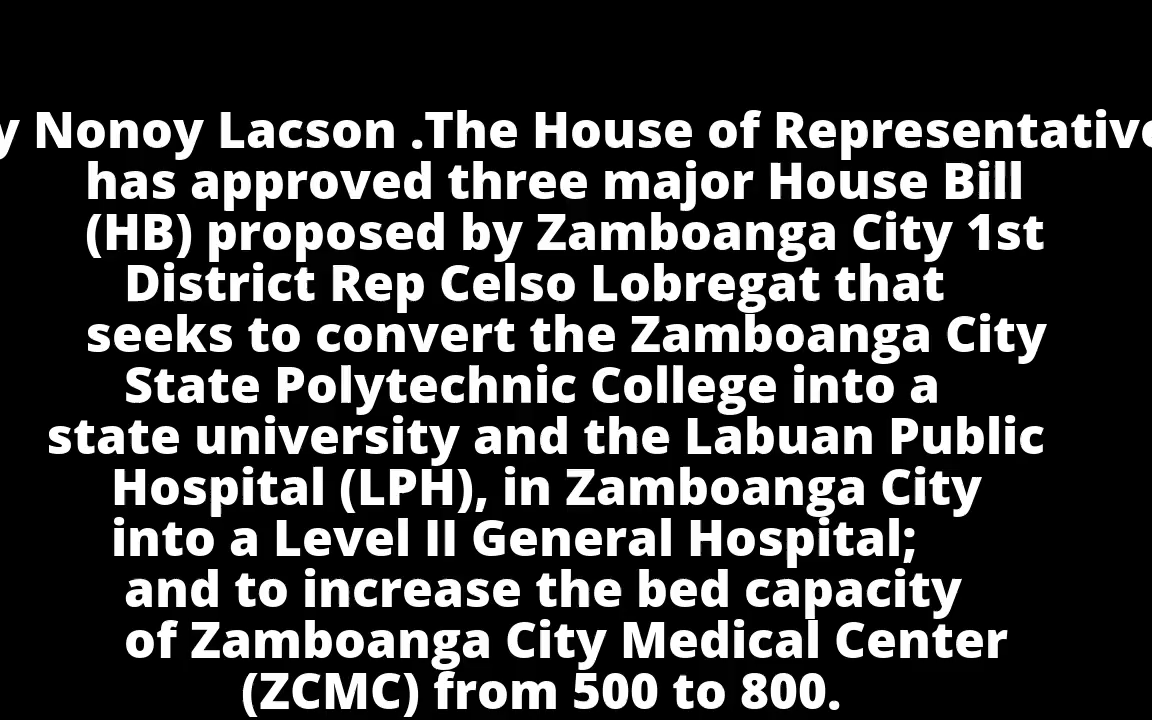 y Nonoy Lacson .The House of Representative
has approved three major House Bill
(HB) proposed by Zamboanga City 1st
District Rep Celso Lobregat that
seeks to convert the Zamboanga City
State Polytechnic College into a
state university and the Labuan Public
Hospital (LPH), in Zamboanga City
into a Level II General Hospital;
and to increase the bed capacity
of Zamboanga City Medical Center
(ZCMC) from 500 to 800.